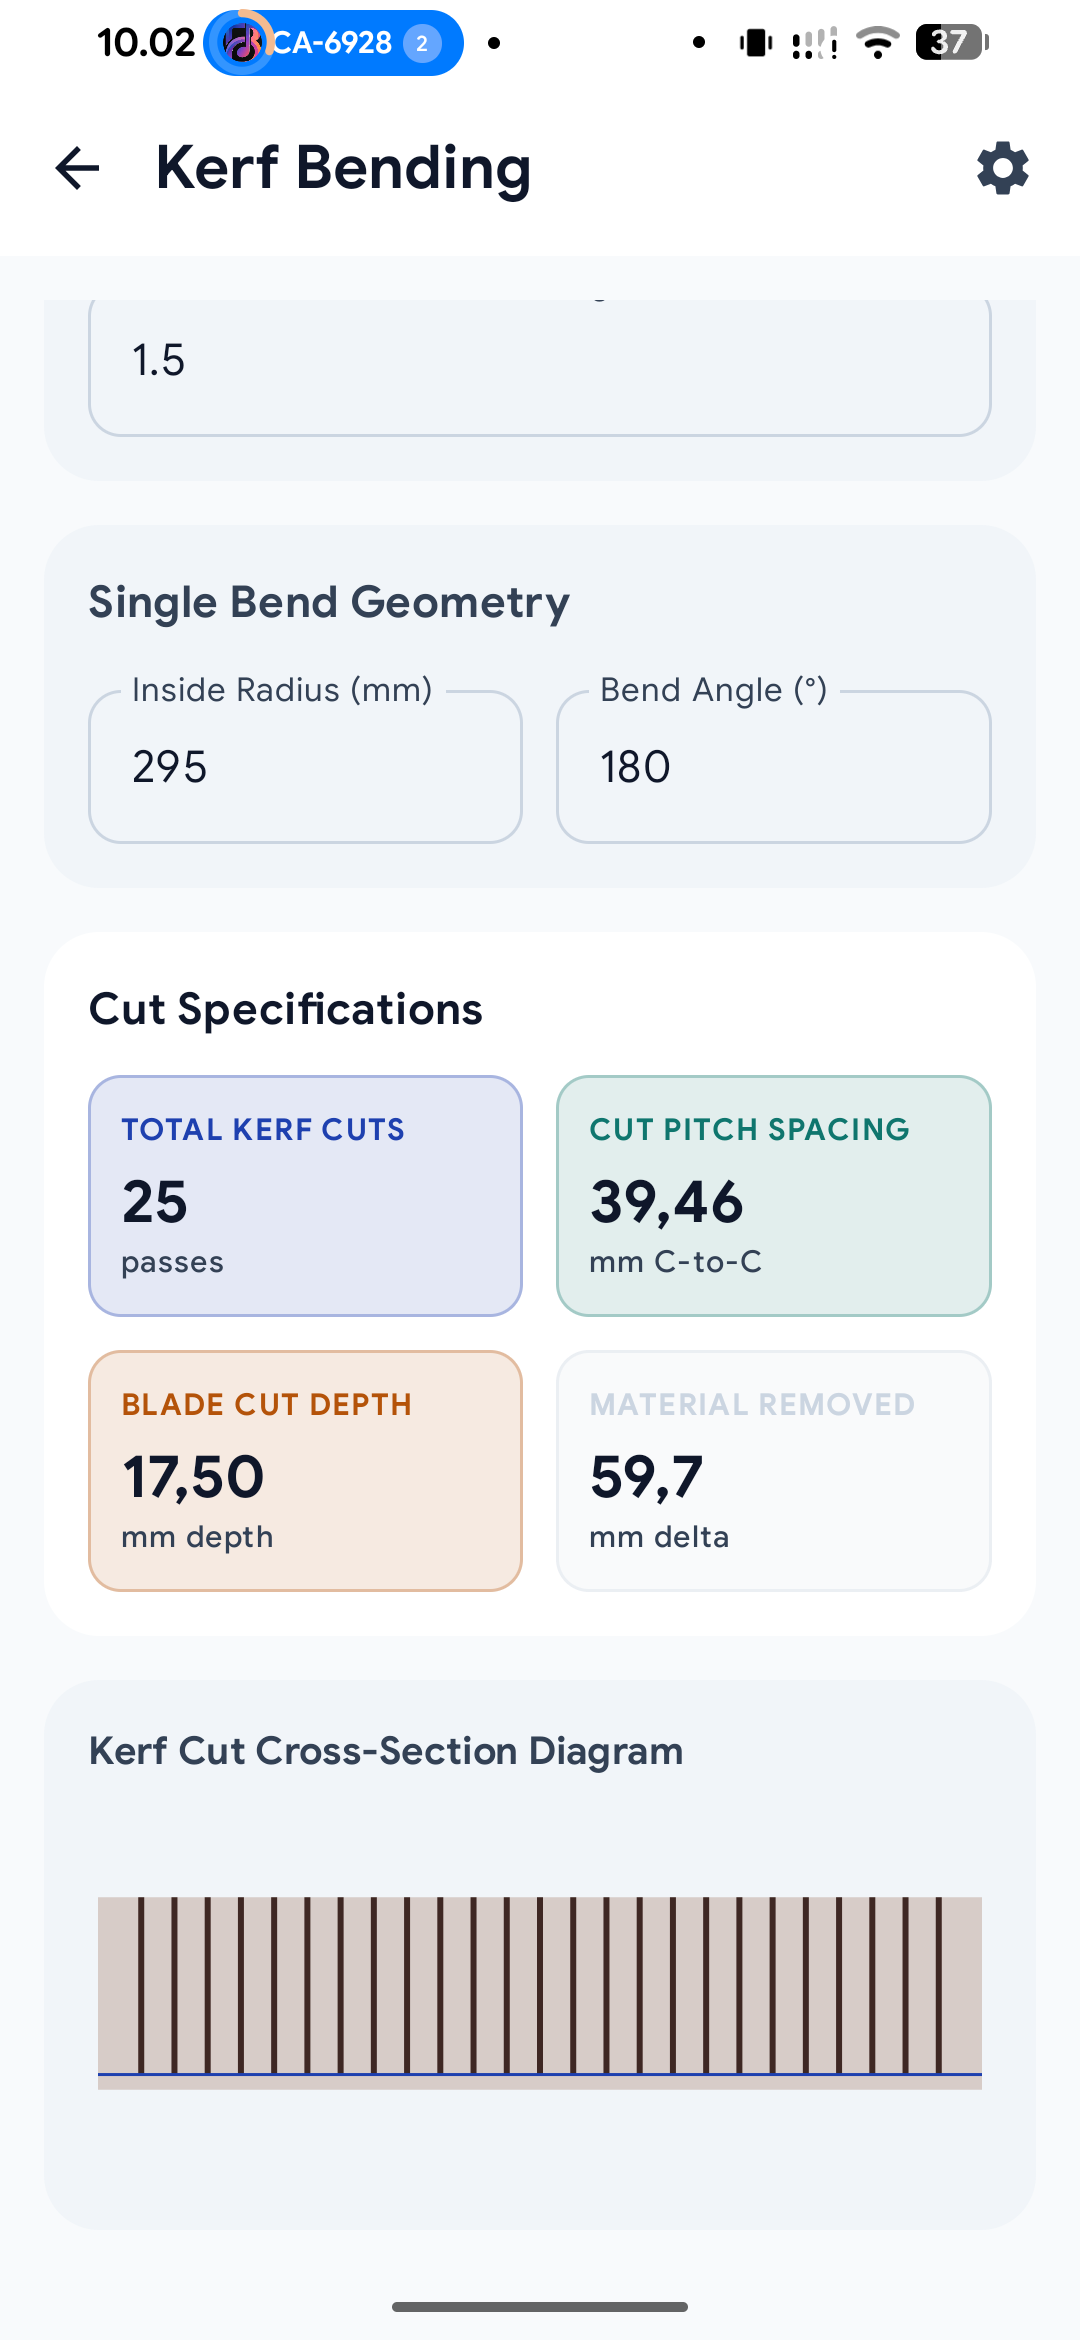 10.02 CA-6928 2 37
Kerf Bending
1.5
Single Bend Geometry
Inside Radius (mm) Bend Angle (°)
295 180
Cut Specifications
TOTAL KERF CUTS
25
passes
CUT PITCH SPACING
39,46
mm C-to-C
BLADE CUT DEPTH
17,50
mm depth
MATERIAL REMOVED
59,7
mm delta
Kerf Cut Cross-Section Diagram